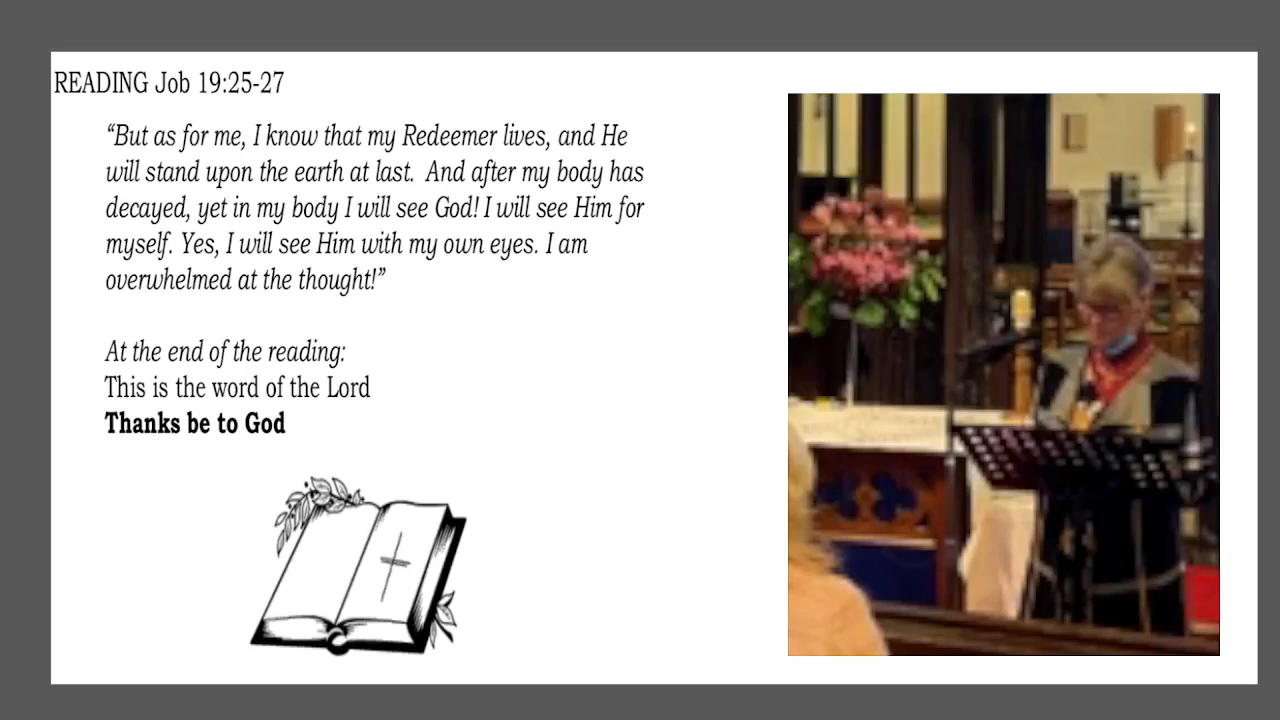 READING Job 19:25-27
“But as for me, I know that my Redeemer lives, and He
will stand upon the earth at last.  And after my body has
decayed, yet in my body I will see God! I will see Him for
myself. Yes, I will see Him with my own eyes. I am
overwhelmed at the thought!”
At the end of the reading:
This is the word of the Lord
Thanks be to God